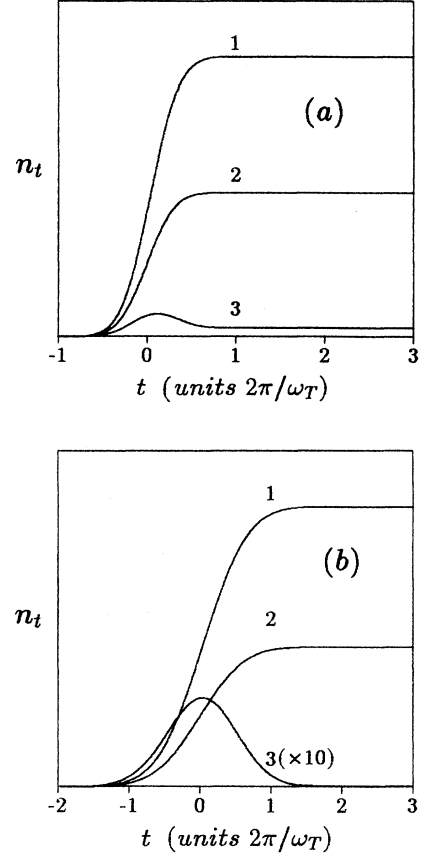 1
(a)
n_t
2
3
-1 0 1 2 3
t (units 2π/ω_T)
1
(b)
n_t
2
3(×10)
-2 -1 0 1 2 3
t (units 2π/ω_T)